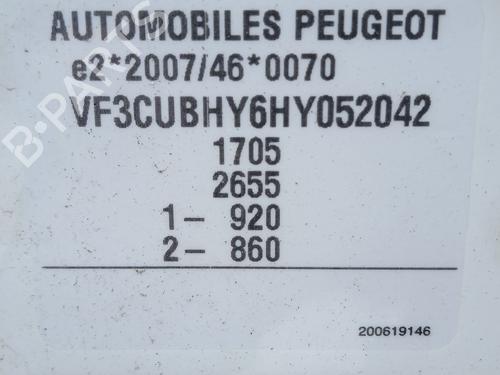 AUTOMOBILES PEUGEOT
e2*2007/46*0070
VF3CUBHY6HY052042
1705
2655
1- 920
2- 860
200619146
B-PARTS